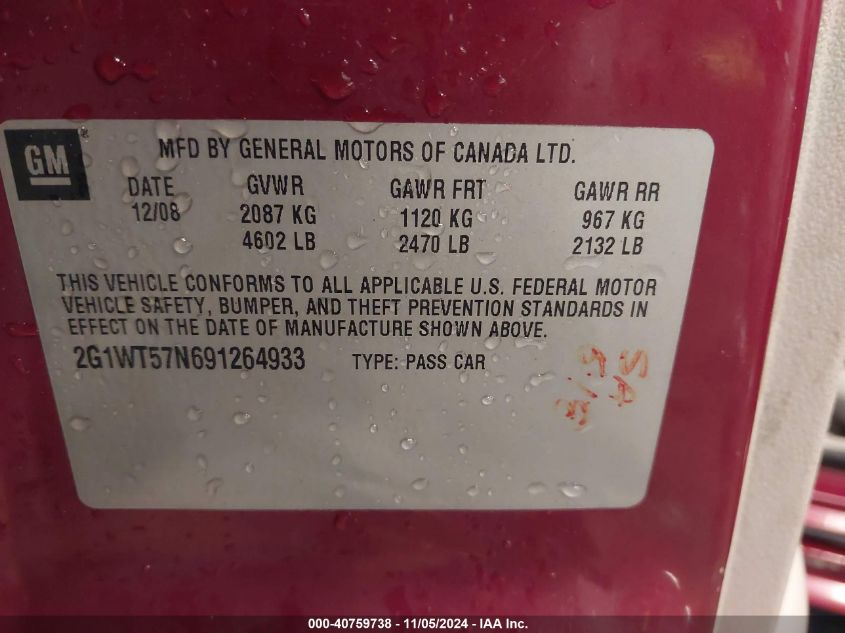 GM ®
MFD BY GENERAL MOTORS OF CANADA LTD.
DATE GVWR GAWR FRT GAWR RR
12/08 2087 KG 1120 KG 967 KG
4602 LB 2470 LB 2132 LB
THIS VEHICLE CONFORMS TO ALL APPLICABLE U.S. FEDERAL MOTOR
VEHICLE SAFETY, BUMPER, AND THEFT PREVENTION STANDARDS IN
EFFECT ON THE DATE OF MANUFACTURE SHOWN ABOVE.
2G1WT57N691264933 TYPE: PASS CAR
000-40759738 - 11/05/2024 - IAA Inc.